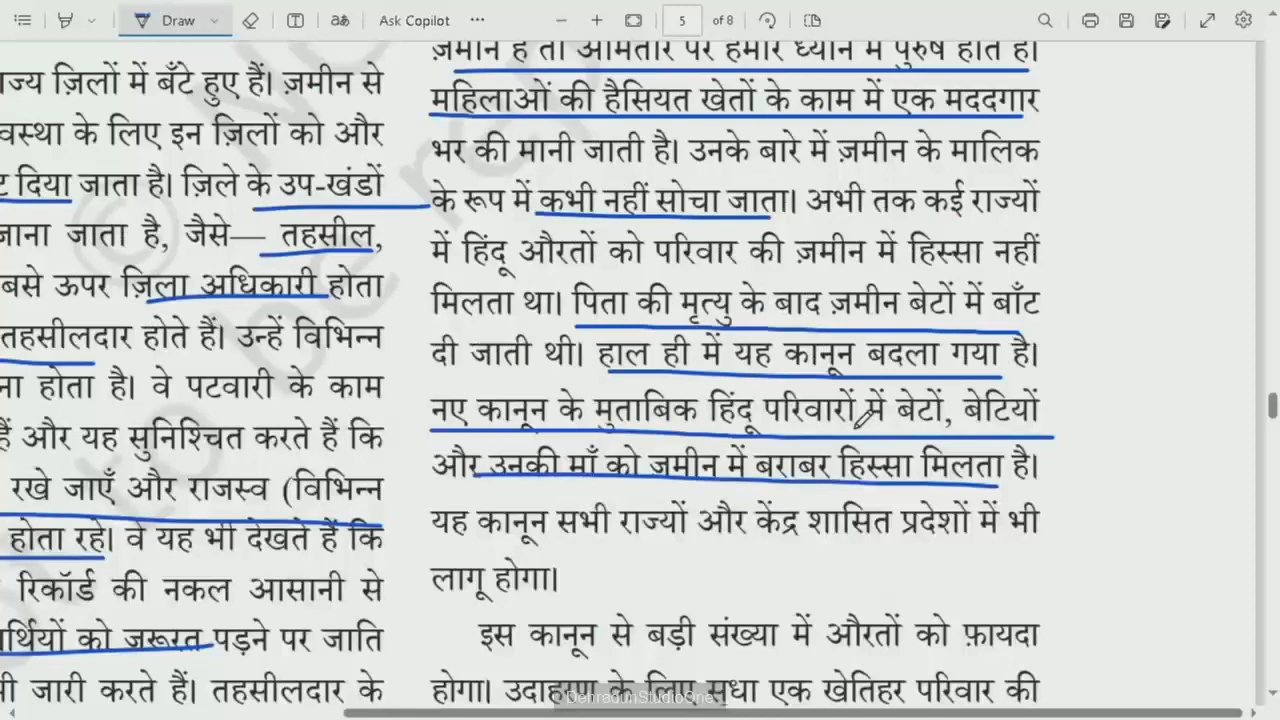 Draw
Ask Copilot
5
of 8
ज़मीन है तो आमतौर पर हमारे ध्यान में पुरुष होते हैं।
महिलाओं की हैसियत खेतों के काम में एक मददगार
भर की मानी जाती है। उनके बारे में ज़मीन के मालिक
के रूप में कभी नहीं सोचा जाता। अभी तक कई राज्यों
में हिंदू औरतों को परिवार की ज़मीन में हिस्सा नहीं
मिलता था। पिता की मृत्यु के बाद ज़मीन बेटों में बाँट
दी जाती थी। हाल ही में यह कानून बदला गया है।
नए कानून के मुताबिक हिंदू परिवारों में बेटों, बेटियों
और उनकी माँ को जमीन में बराबर हिस्सा मिलता है।
यह कानून सभी राज्यों और केंद्र शासित प्रदेशों में भी
लागू होगा।
इस कानून से बड़ी संख्या में औरतों को फ़ायदा
होगा। उदाहरण के लिए सुधा एक खेतिहर परिवार की
ज़िलों में बँटे हुए हैं। ज़मीन से
के लिए इन ज़िलों को और
दिया जाता है। ज़िले के उप-खंडों
जाना जाता है, जैसे— तहसील,
ऊपर ज़िला अधिकारी होता
तहसीलदार होते हैं। उन्हें विभिन्न
होता है। वे पटवारी के काम
हैं और यह सुनिश्चित करते हैं कि
रखे जाएँ और राजस्व (विभिन्न
होता रहे। वे यह भी देखते हैं कि
रिकॉर्ड की नकल आसानी से
को जरूरत पड़ने पर जाति
जारी करते हैं। तहसीलदार के
© DehradunStudioOne